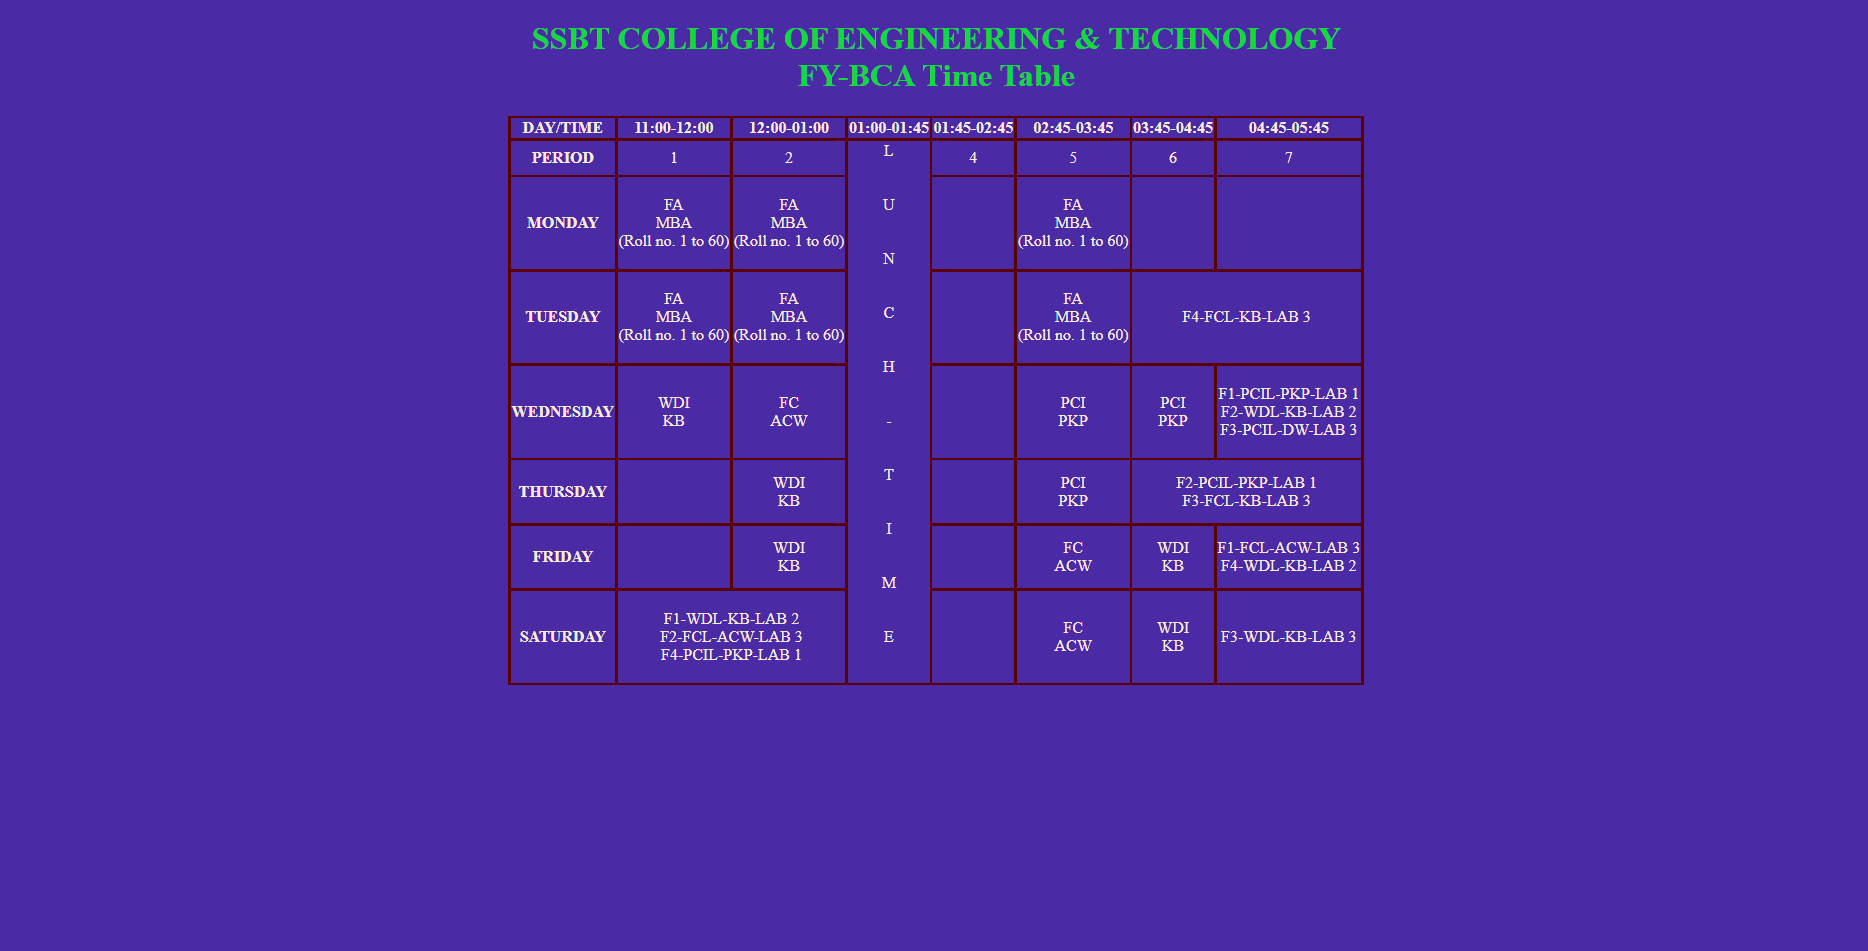 SSBT COLLEGE OF ENGINEERING & TECHNOLOGY
FY-BCA Time Table
DAY/TIME 11:00-12:00 12:00-01:00 01:00-01:45 01:45-02:45 02:45-03:45 03:45-04:45 04:45-05:45
PERIOD 1 2 4 5 6 7
L
U
N
C
H
-
T
I
M
E
MONDAY
FA
MBA
(Roll no. 1 to 60)
FA
MBA
(Roll no. 1 to 60)
FA
MBA
(Roll no. 1 to 60)
TUESDAY
FA
MBA
(Roll no. 1 to 60)
FA
MBA
(Roll no. 1 to 60)
FA
MBA
(Roll no. 1 to 60)
F4-FCL-KB-LAB 3
WEDNESDAY
WDI
KB
FC
ACW
PCI
PKP
PCI
PKP
F1-PCIL-PKP-LAB 1
F2-WDL-KB-LAB 2
F3-PCIL-DW-LAB 3
THURSDAY
WDI
KB
PCI
PKP
F2-PCIL-PKP-LAB 1
F3-FCL-KB-LAB 3
FRIDAY
WDI
KB
FC
ACW
WDI
KB
F1-FCL-ACW-LAB 3
F4-WDL-KB-LAB 2
SATURDAY
F1-WDL-KB-LAB 2
F2-FCL-ACW-LAB 3
F4-PCIL-PKP-LAB 1
FC
ACW
WDI
KB
F3-WDL-KB-LAB 3